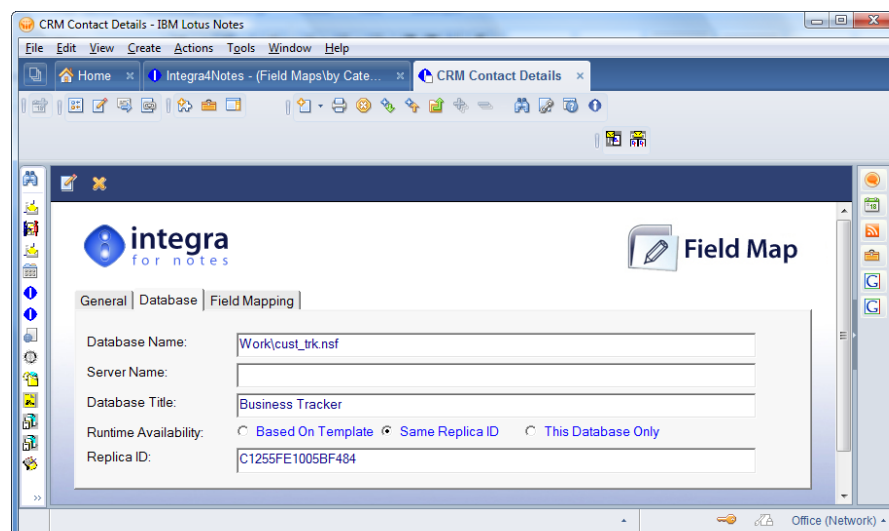 CRM Contact Details - IBM Lotus Notes
File Edit View Create Actions Tools Window Help
Home Integra4Notes - (Field Maps\by Cate... CRM Contact Details
integra
for notes
Field Map
General Database Field Mapping
Database Name: Work\cust_trk.nsf
Server Name:
Database Title: Business Tracker
Runtime Availability: Based On Template Same Replica ID This Database Only
Replica ID: C1255FE1005BF484
Office (Network)